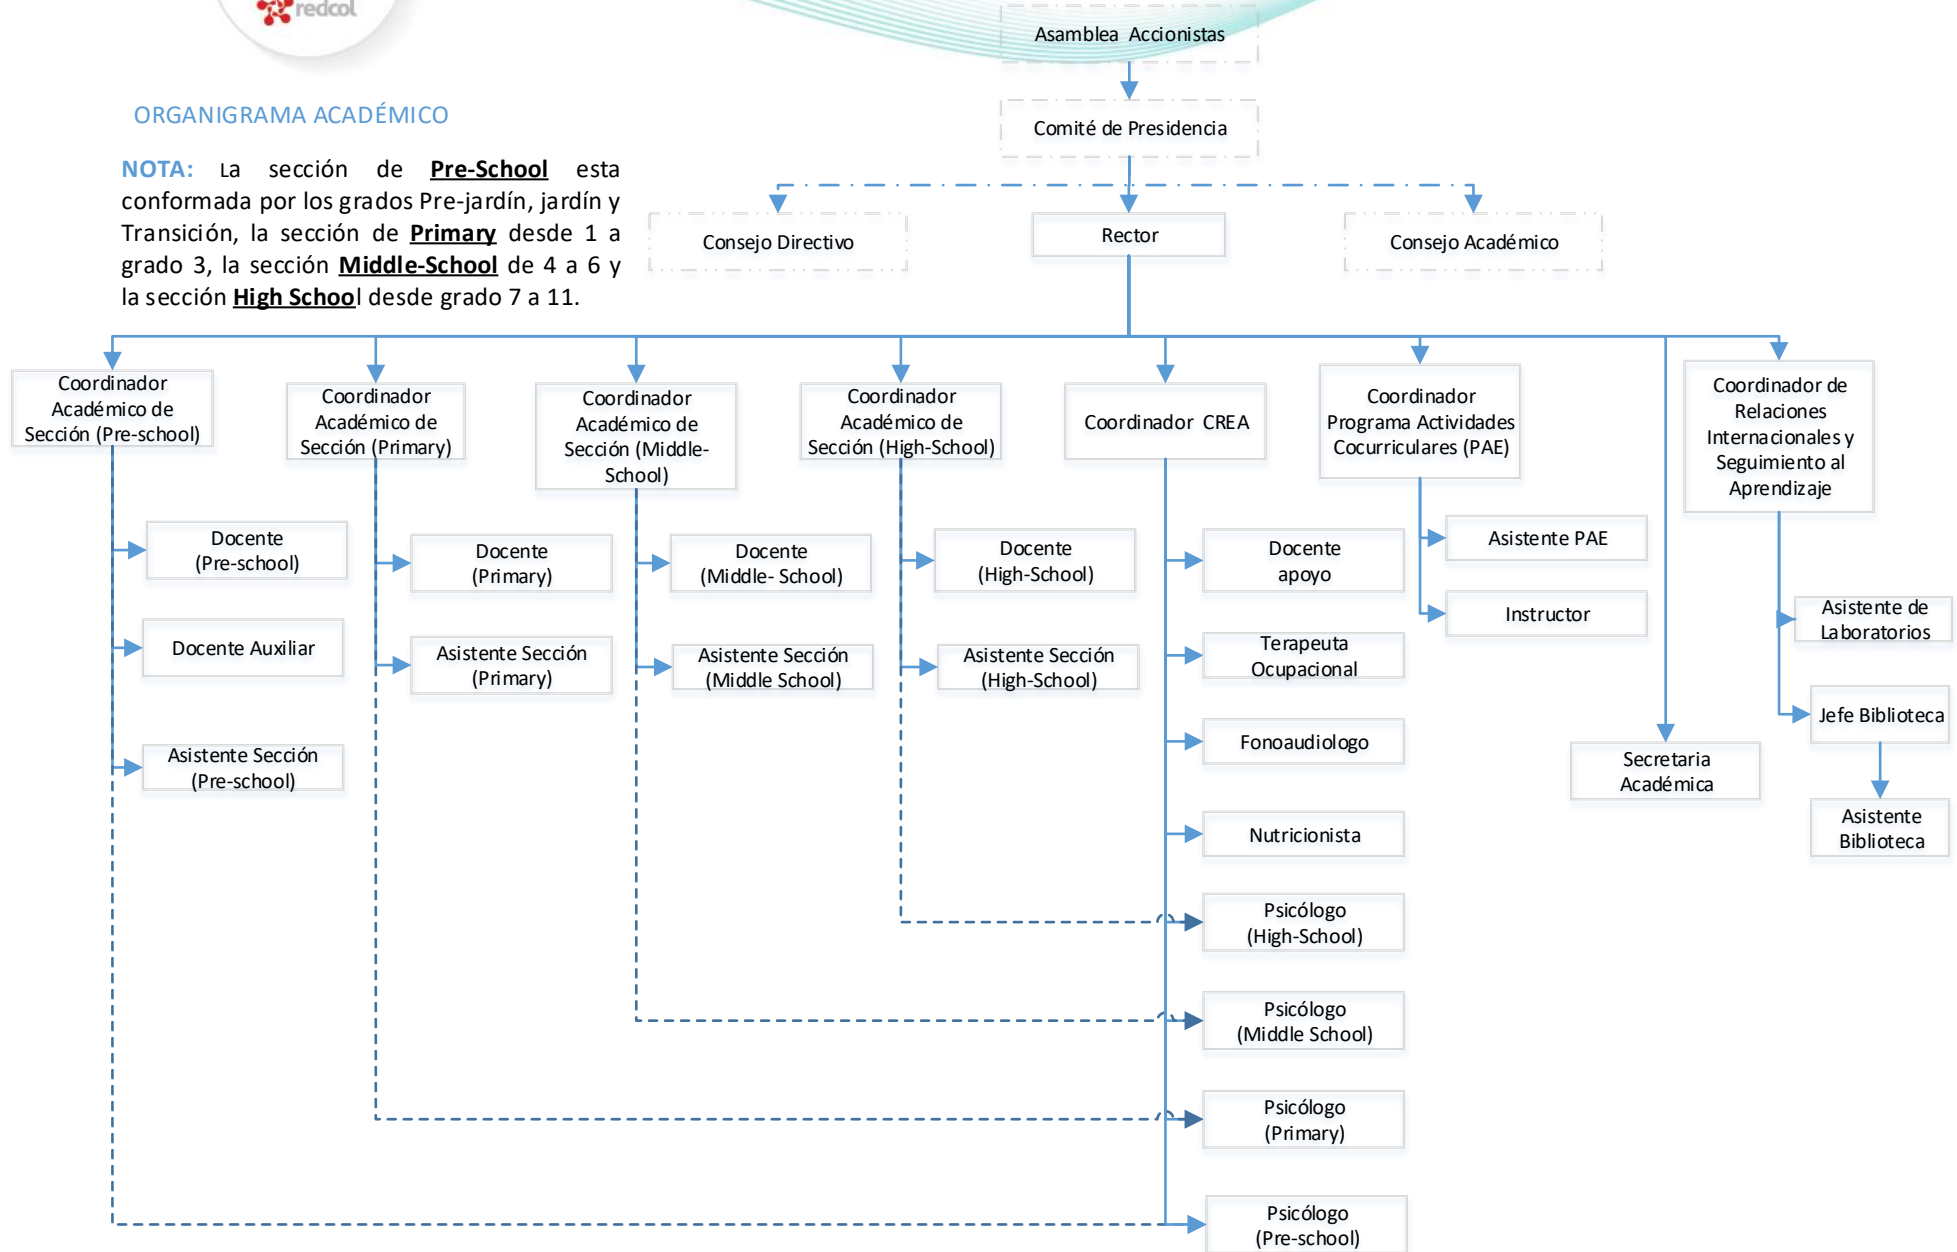 redcol
Asamblea Accionistas
ORGANIGRAMA ACADÉMICO
Comité de Presidencia
NOTA: La sección de Pre-School esta
conformada por los grados Pre-jardín, jardín y
Transición, la sección de Primary desde 1 a
grado 3, la sección Middle-School de 4 a 6 y
la sección High School desde grado 7 a 11.
Consejo Directivo
Rector
Consejo Académico
Coordinador
Académico de
Sección (Pre-school)
Coordinador
Académico de
Sección (Primary)
Coordinador
Académico de
Sección (Middle-
School)
Coordinador
Académico de
Sección (High-School)
Coordinador CREA
Coordinador
Programa Actividades
Cocurriculares (PAE)
Coordinador de
Relaciones
Internacionales y
Seguimiento al
Aprendizaje
Docente
(Pre-school)
Docente Auxiliar
Asistente Sección
(Pre-school)
Docente
(Primary)
Asistente Sección
(Primary)
Docente
(Middle- School)
Asistente Sección
(Middle School)
Docente
(High-School)
Asistente Sección
(High-School)
Docente
apoyo
Terapeuta
Ocupacional
Fonoaudiologo
Nutricionista
Psicólogo
(High-School)
Psicólogo
(Middle School)
Psicólogo
(Primary)
Psicólogo
(Pre-school)
Asistente PAE
Instructor
Secretaria
Académica
Asistente de
Laboratorios
Jefe Biblioteca
Asistente
Biblioteca